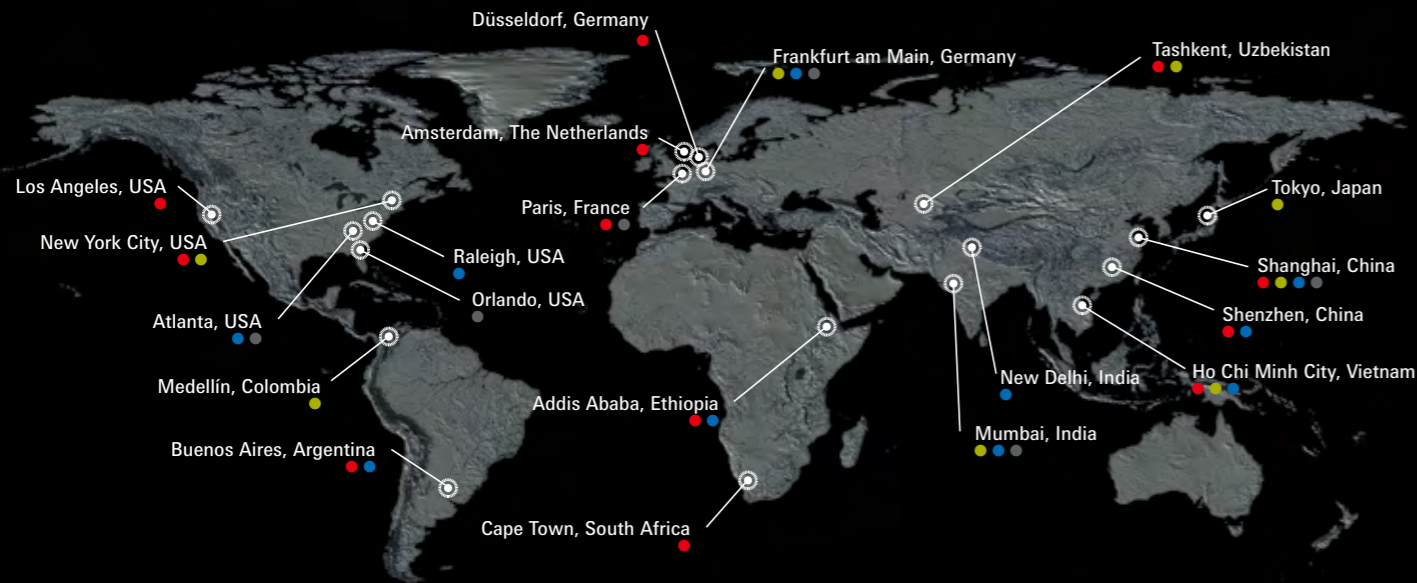 Düsseldorf, Germany
Frankfurt am Main, Germany
Tashkent, Uzbekistan
Amsterdam, The Netherlands
Los Angeles, USA
Tokyo, Japan
Paris, France
New York City, USA
Raleigh, USA
Shanghai, China
Orlando, USA
Atlanta, USA
Shenzhen, China
Ho Chi Minh City, Vietnam
New Delhi, India
Medellín, Colombia
Addis Ababa, Ethiopia
Mumbai, India
Buenos Aires, Argentina
Cape Town, South Africa